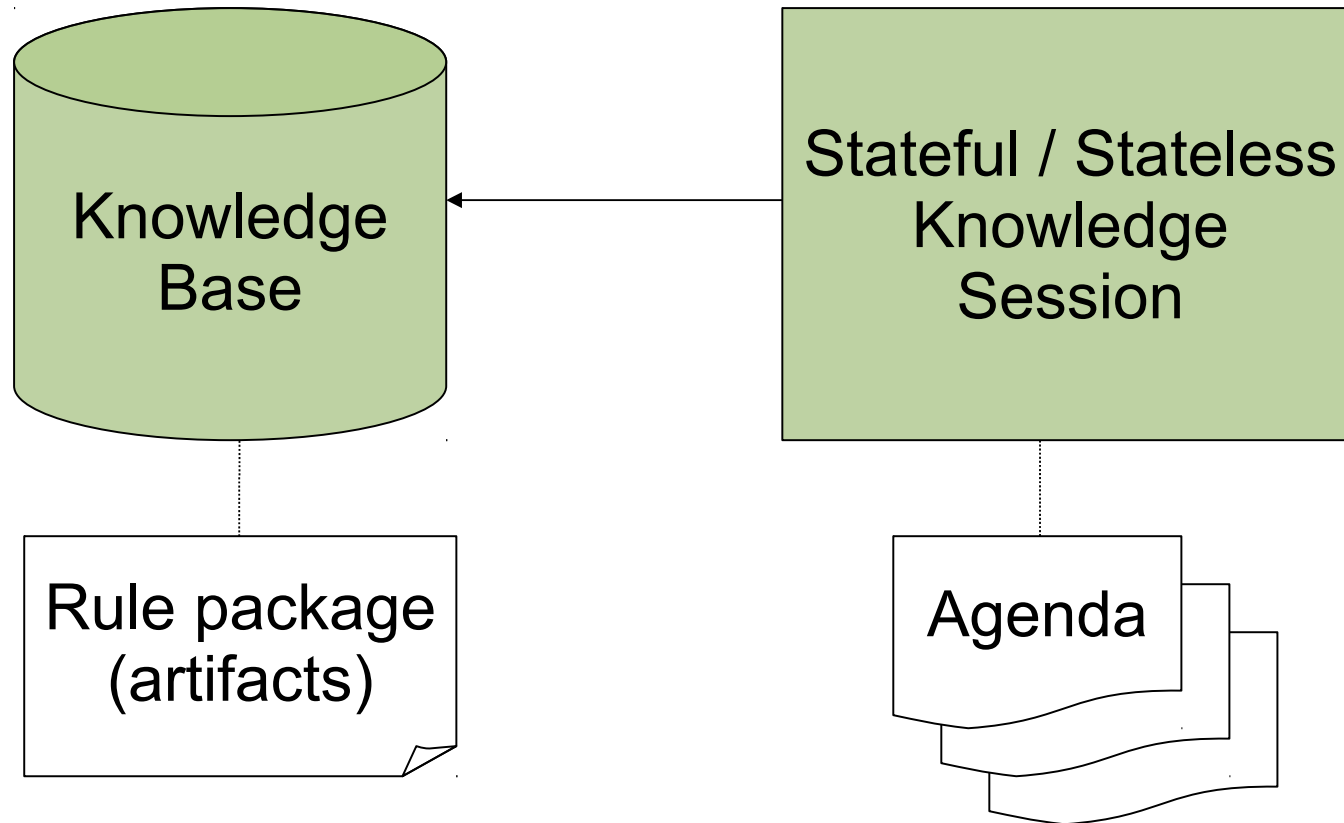 Knowledge
Base
Stateful / Stateless
Knowledge
Session
Rule package
(artifacts)
Agenda